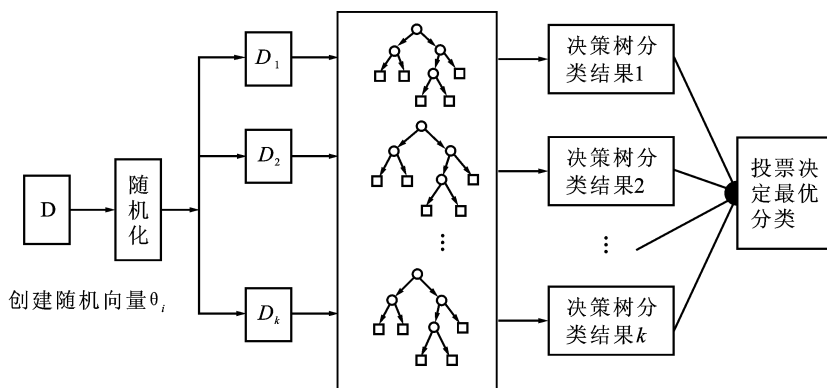 D
随机化
创建随机向量θi
D1
D2
Dk
⋮
决策树分
类结果1
决策树分
类结果2
⋮
决策树分
类结果k
投票决
定最优
分类